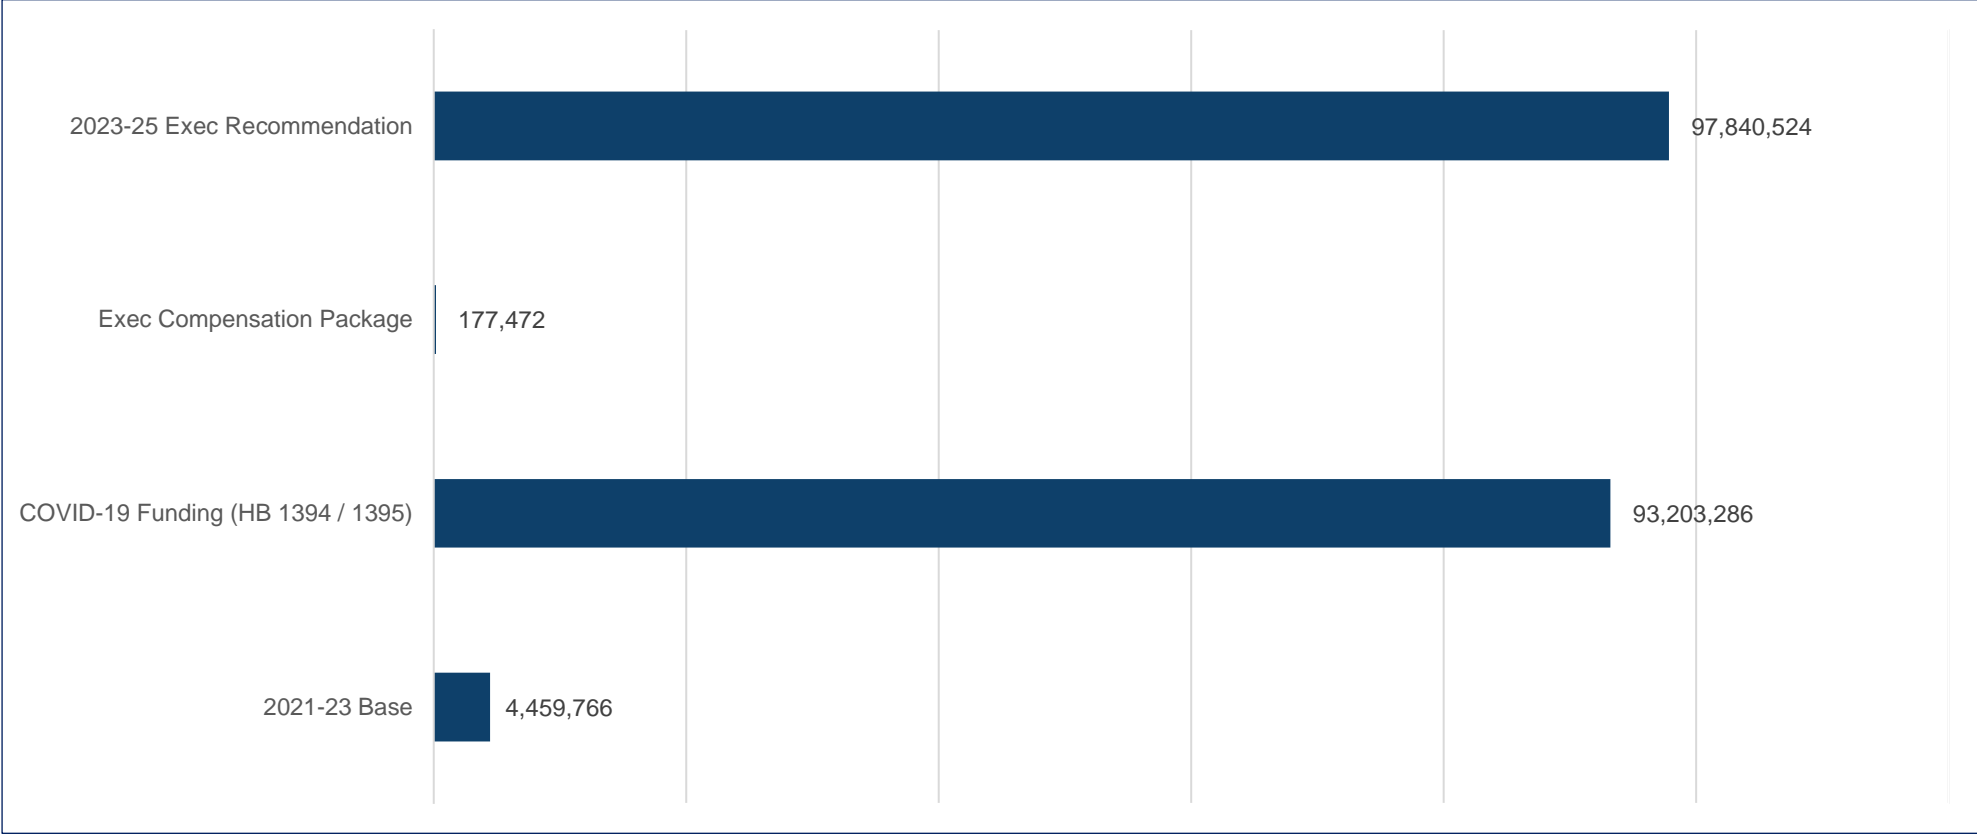 2023-25 Exec Recommendation 97,840,524
Exec Compensation Package 177,472
COVID-19 Funding (HB 1394 / 1395) 93,203,286
2021-23 Base 4,459,766